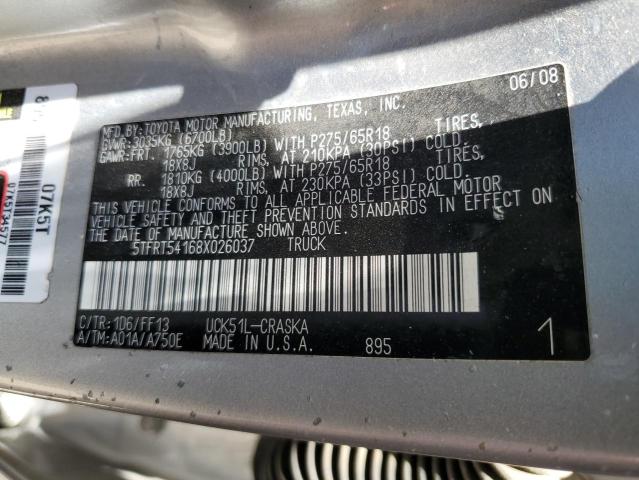 06/08
MFD. BY: TOYOTA MOTOR MANUFACTURING, TEXAS, INC.
GVWR: 3035KG (6700LB)
GAWR: FRT. 1765KG (3900LB) WITH P275/65R18 TIRES,
18X8J RIMS, AT 210KPA (30PSI) COLD.
RR. 1810KG (4000LB) WITH P275/65R18 TIRES,
18X8J RIMS, AT 230KPA (33PSI) COLD.
THIS VEHICLE CONFORMS TO ALL APPLICABLE FEDERAL MOTOR
VEHICLE SAFETY AND THEFT PREVENTION STANDARDS IN EFFECT
ON THE DATE OF MANUFACTURE SHOWN ABOVE.
5TFRT54168X026037 TRUCK
C/TR: 1D6/FF13 UCK51L-CRASKA
A/TM: A01A/A750E MADE IN U.S.A. 895
1
07K5T
07K5T34577